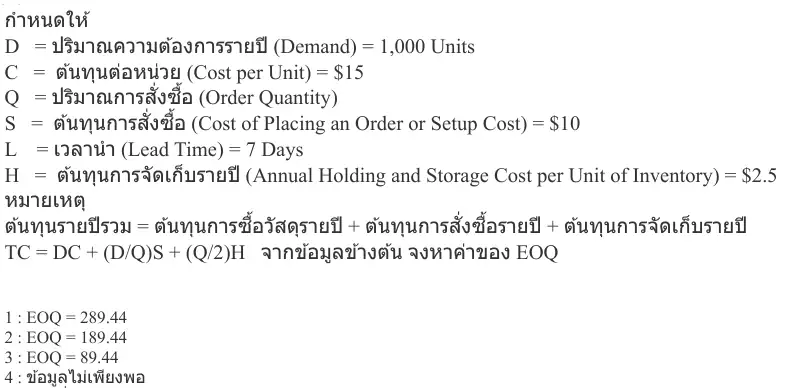 กำหนดให้
D = ปริมาณความต้องการรายปี (Demand) = 1,000 Units
C = ต้นทุนต่อหน่วย (Cost per Unit) = $15
Q = ปริมาณการสั่งซื้อ (Order Quantity)
S = ต้นทุนการสั่งซื้อ (Cost of Placing an Order or Setup Cost) = $10
L = เวลานำ (Lead Time) = 7 Days
H = ต้นทุนการจัดเก็บรายปี (Annual Holding and Storage Cost per Unit of Inventory) = $2.5
หมายเหตุ
ต้นทุนรายปีรวม = ต้นทุนการซื้อวัสดุรายปี + ต้นทุนการสั่งซื้อรายปี + ต้นทุนการจัดเก็บรายปี
TC = DC + (D/Q)S + (Q/2)H จากข้อมูลข้างต้น จงหาค่าของ EOQ
1 : EOQ = 289.44
2 : EOQ = 189.44
3 : EOQ = 89.44
4 : ข้อมูลไม่เพียงพอ